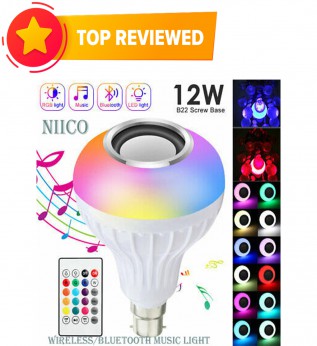 TOP REVIEWED
RGB light
Music
Bluetooth
LED light
12W
B22 Screw Base
NIICO
WIRELESS/BLUETOOTH MUSIC LIGHT